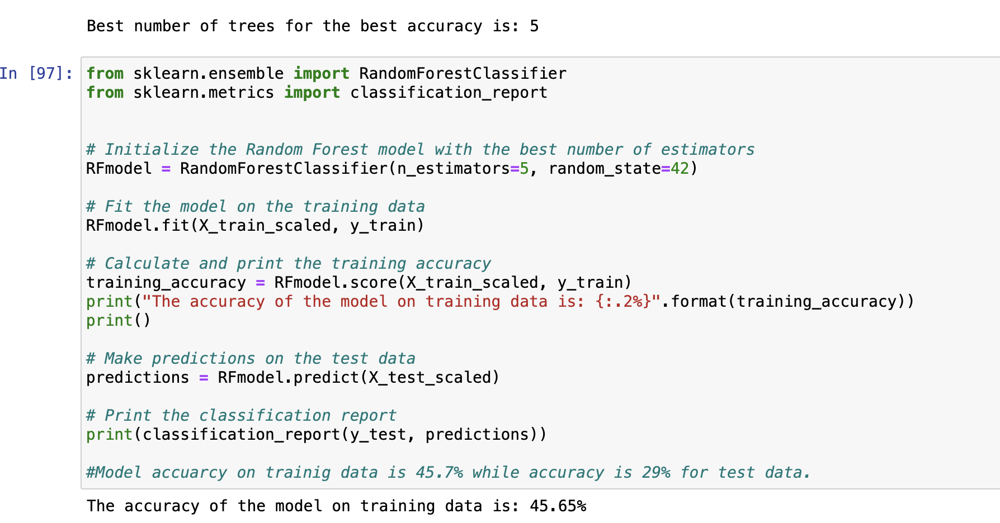 Best number of trees for the best accuracy is: 5
In [97]: from sklearn.ensemble import RandomForestClassifier
from sklearn.metrics import classification_report
# Initialize the Random Forest model with the best number of estimators
RFmodel = RandomForestClassifier(n_estimators=5, random_state=42)
# Fit the model on the training data
RFmodel.fit(X_train_scaled, y_train)
# Calculate and print the training accuracy
training_accuracy = RFmodel.score(X_train_scaled, y_train)
print("The accuracy of the model on training data is: {:.2%}".format(training_accuracy))
print()
# Make predictions on the test data
predictions = RFmodel.predict(X_test_scaled)
# Print the classification report
print(classification_report(y_test, predictions))
#Model accuarcy on trainig data is 45.7% while accuracy is 29% for test data.
The accuracy of the model on training data is: 45.65%